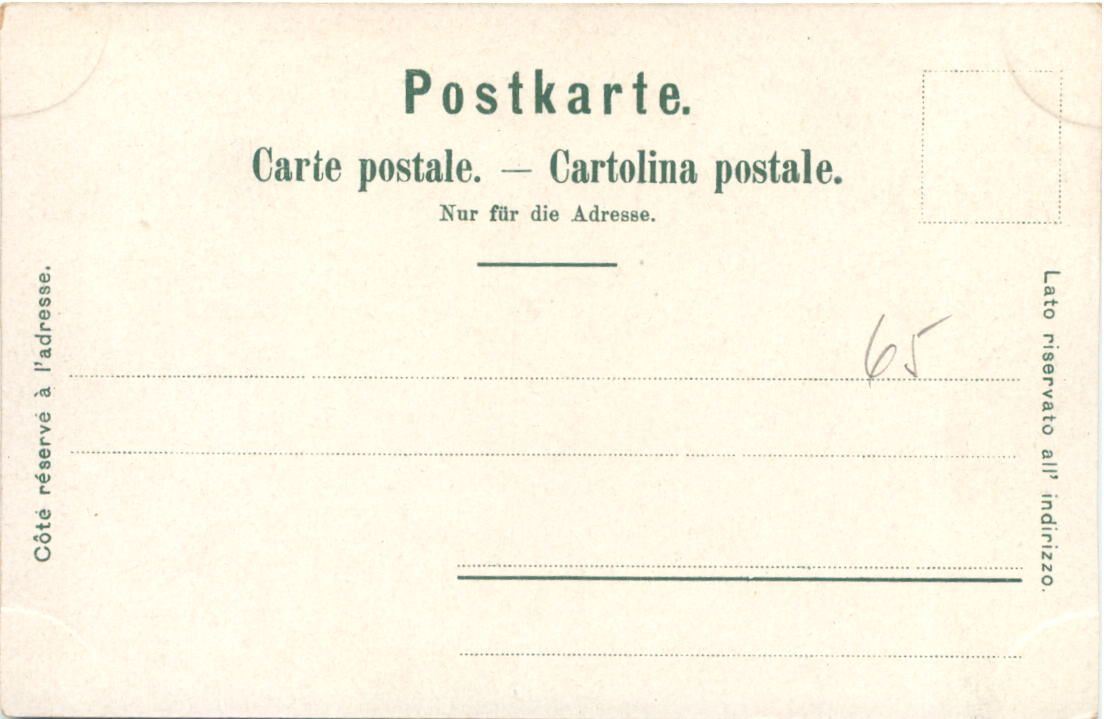 Postkarte.
Carte postale. — Cartolina postale.
Nur für die Adresse.
Côté réservé à l'adresse.
Lato riservato all' indirizzo.
65